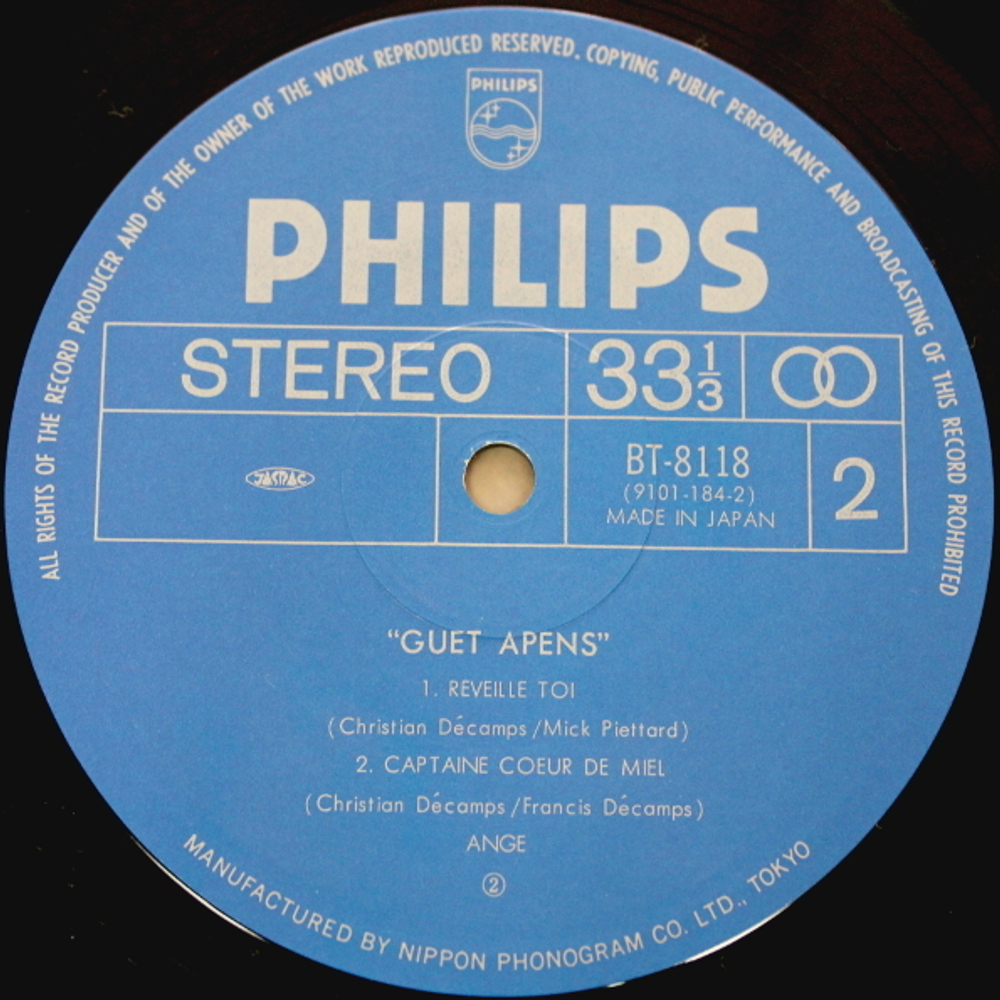 ALL RIGHTS OF THE RECORD PRODUCER AND OF THE OWNER OF THE WORK REPRODUCED RESERVED. COPYING, PUBLIC PERFORMANCE AND BROADCASTING OF THIS RECORD PROHIBITED
PHILIPS
PHILIPS
STEREO
33 1/3
JASRAC
BT-8118
(9101-184-2)
MADE IN JAPAN
2
“GUET APENS”
1. REVEILLE TOI
(Christian Décamps/Mick Piettard)
2. CAPTAINE COEUR DE MIEL
(Christian Décamps/Francis Décamps)
ANGE
②
MANUFACTURED BY NIPPON PHONOGRAM CO. LTD., TOKYO